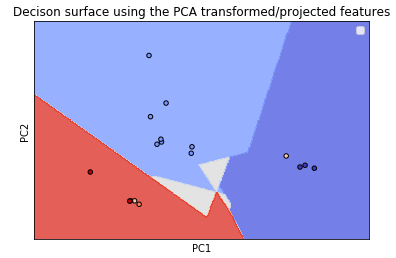 Decison surface using the PCA transformed/projected features
PC2
PC1